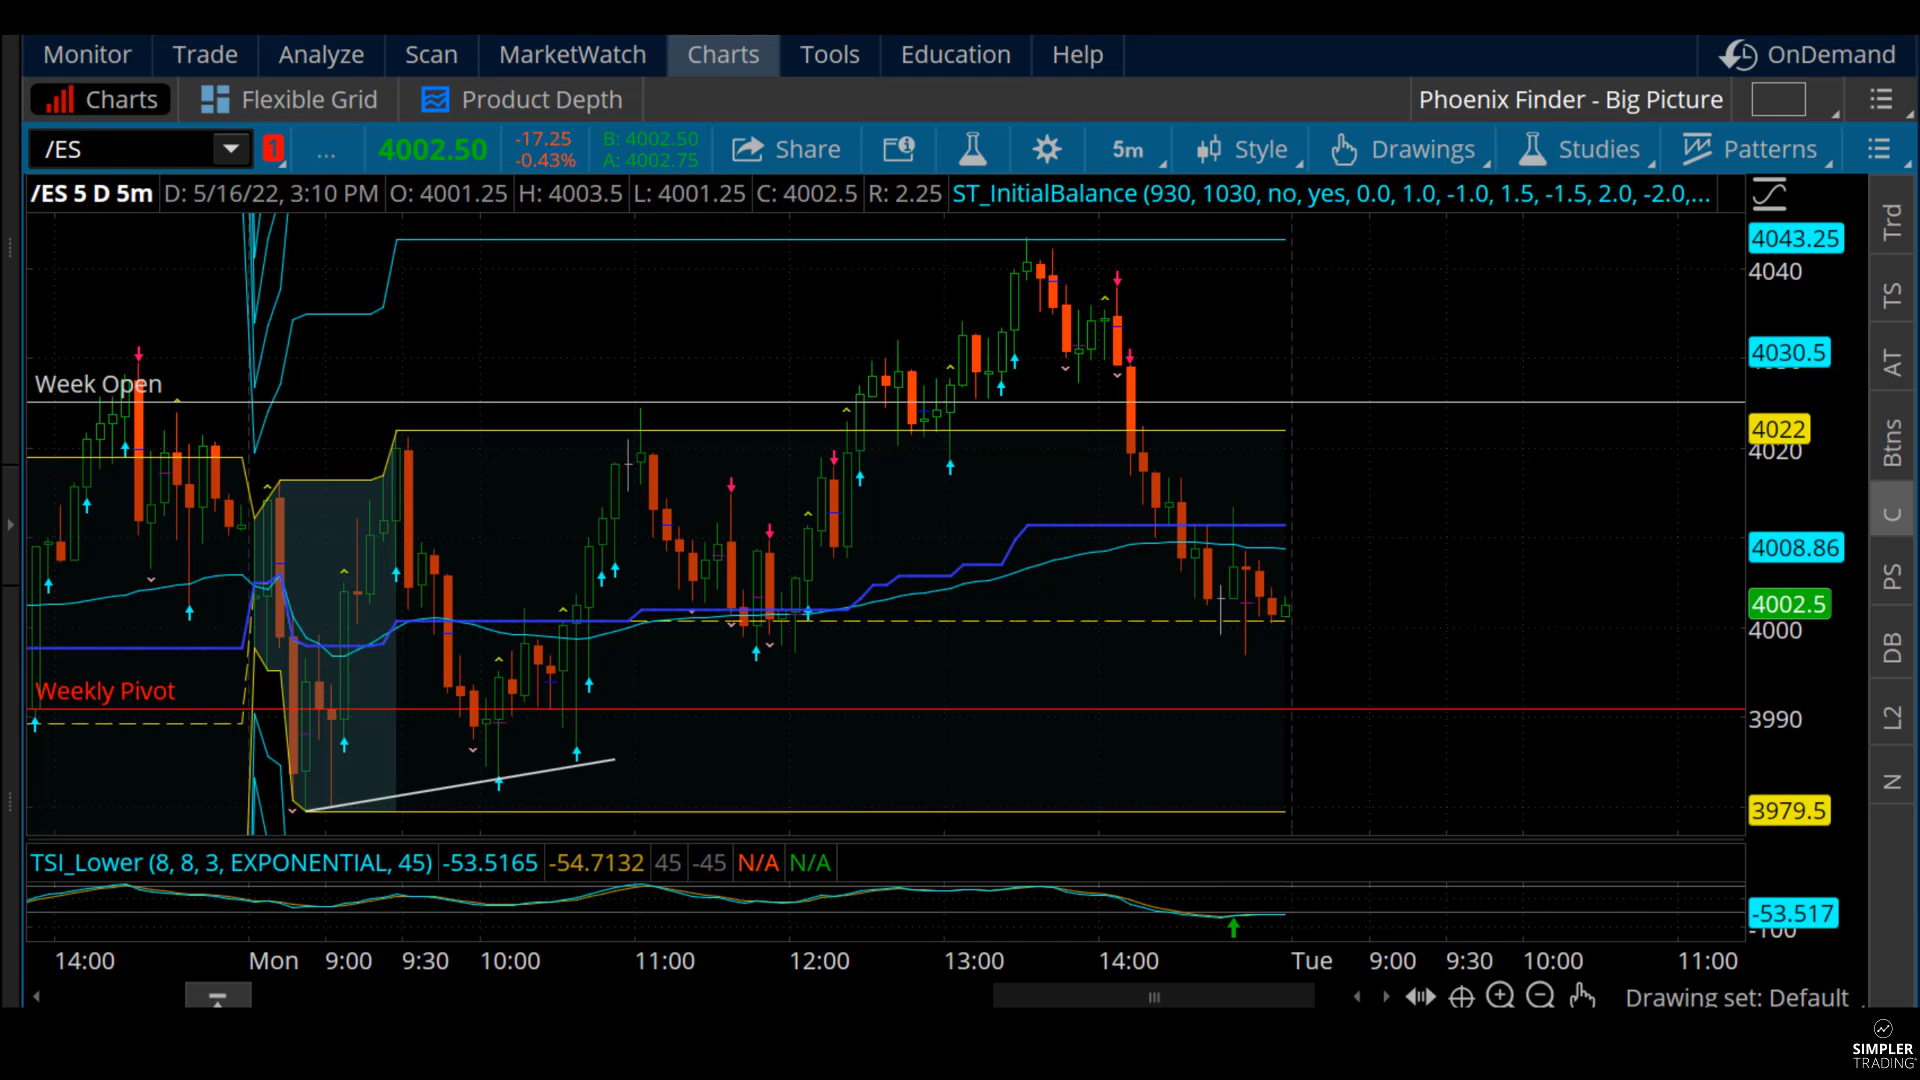 Monitor Trade Analyze Scan MarketWatch Charts Tools Education Help OnDemand
Charts Flexible Grid Product Depth Phoenix Finder - Big Picture
/ES 1 ... 4002.50 -17.25 B: 4002.50 Share 5m Style Drawings Studies Patterns
-0.43% A: 4002.75
/ES 5 D 5m D: 5/16/22, 3:10 PM O: 4001.25 H: 4003.5 L: 4001.25 C: 4002.5 R: 2.25 ST_InitialBalance (930, 1030, no, yes, 0.0, 1.0, -1.0, 1.5, -1.5, 2.0, -2.0,...
Trd
4043.25
4040
TS
4030.5
AT
Week Open
4022
4020
Btns
C
4008.86
PS
4002.5
4000
DB
Weekly Pivot
3990
L2
N
3979.5
TSI_Lower (8, 8, 3, EXPONENTIAL, 45) -53.5165 -54.7132 45 -45 N/A N/A
-53.517
-100
14:00 Mon 9:00 9:30 10:00 11:00 12:00 13:00 14:00 Tue 9:00 9:30 10:00 11:00
Drawing set: Default
SIMPLER
TRADING